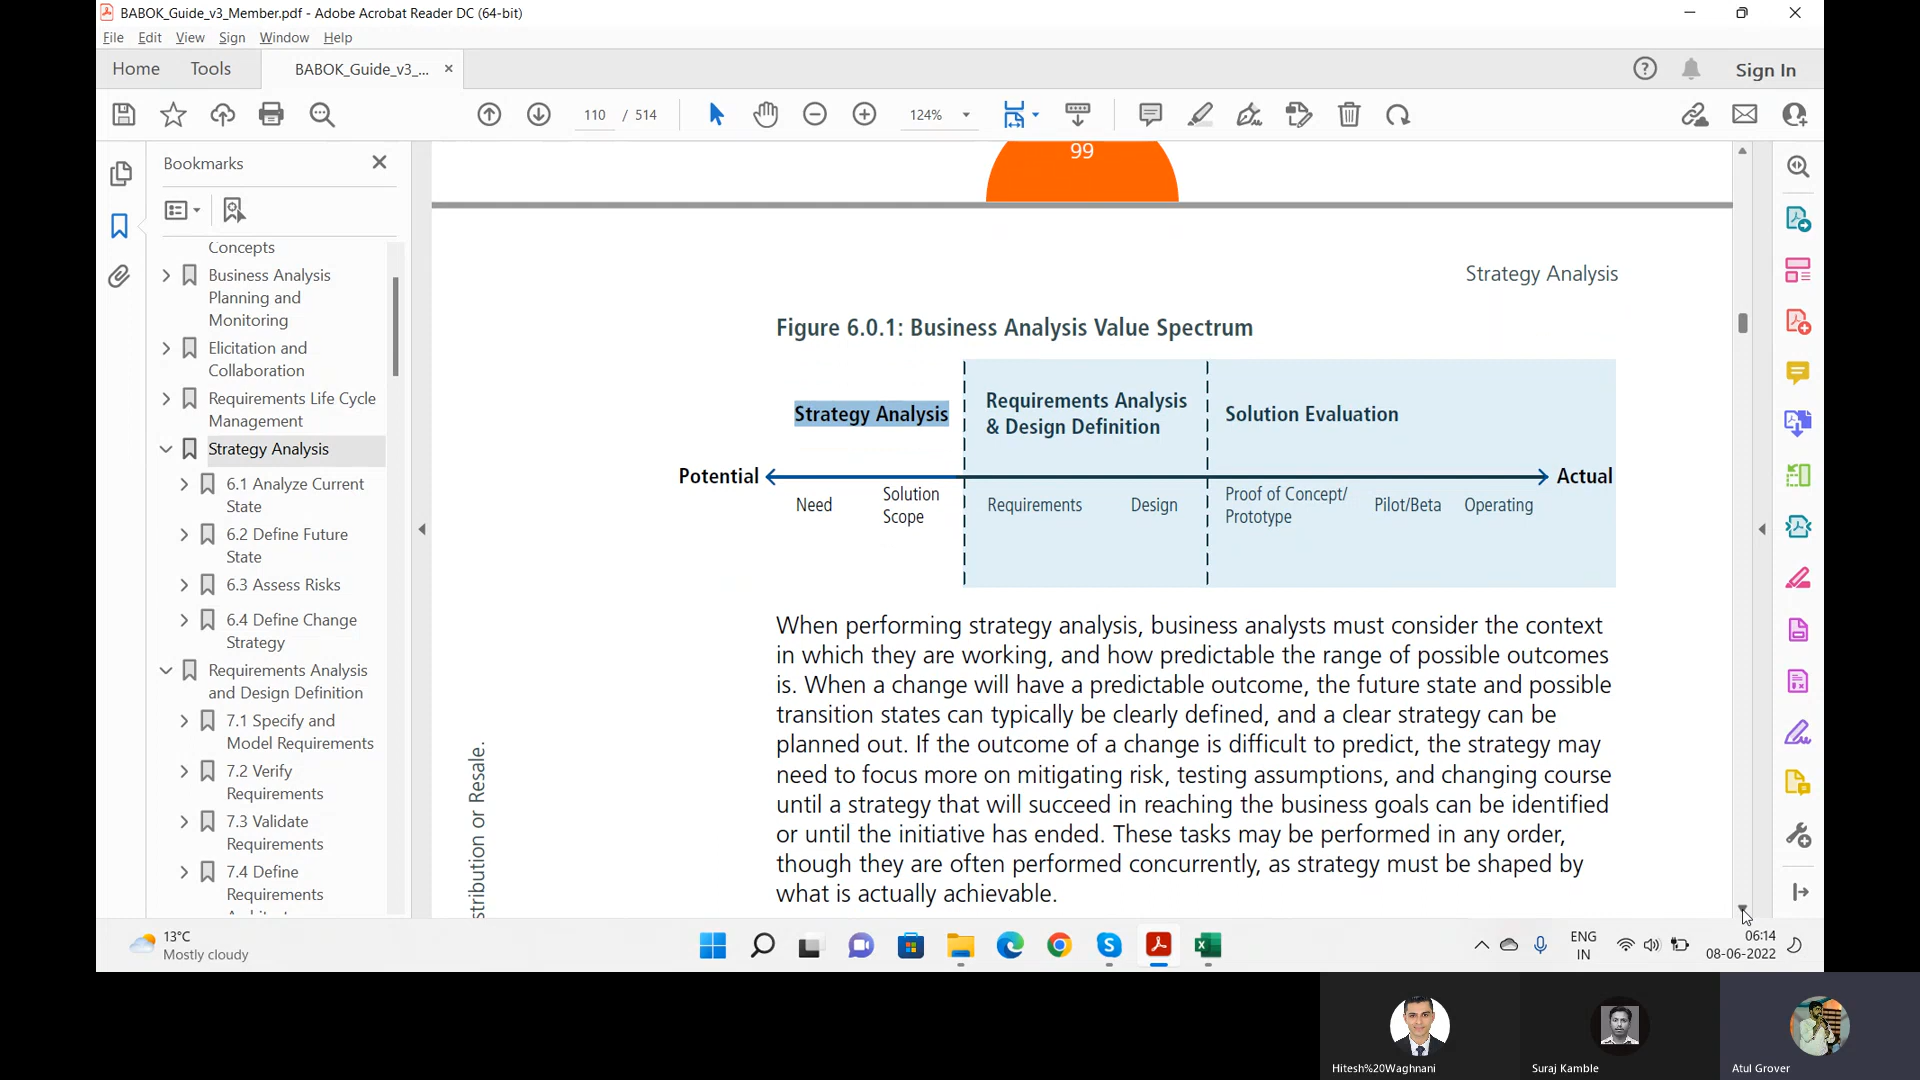 BABOK_Guide_v3_Member.pdf - Adobe Acrobat Reader DC (64-bit)
File Edit View Sign Window Help
Home Tools BABOK_Guide_v3_... × Sign In
110 / 514 124%
Bookmarks
Concepts
Business Analysis
Planning and
Monitoring
Elicitation and
Collaboration
Requirements Life Cycle
Management
Strategy Analysis
6.1 Analyze Current
State
6.2 Define Future
State
6.3 Assess Risks
6.4 Define Change
Strategy
Requirements Analysis
and Design Definition
7.1 Specify and
Model Requirements
7.2 Verify
Requirements
7.3 Validate
Requirements
7.4 Define
Requirements
99
Strategy Analysis
Figure 6.0.1: Business Analysis Value Spectrum
Strategy Analysis
Requirements Analysis
& Design Definition
Solution Evaluation
Potential
Actual
Need
Solution
Scope
Requirements
Design
Proof of Concept/
Prototype
Pilot/Beta
Operating
When performing strategy analysis, business analysts must consider the context
in which they are working, and how predictable the range of possible outcomes
is. When a change will have a predictable outcome, the future state and possible
transition states can typically be clearly defined, and a clear strategy can be
planned out. If the outcome of a change is difficult to predict, the strategy may
need to focus more on mitigating risk, testing assumptions, and changing course
until a strategy that will succeed in reaching the business goals can be identified
or until the initiative has ended. These tasks may be performed in any order,
though they are often performed concurrently, as strategy must be shaped by
what is actually achievable.
stribution or Resale.
13°C
Mostly cloudy
ENG
IN
06:14
08-06-2022
Hitesh%20Waghnani
Suraj Kamble
Atul Grover